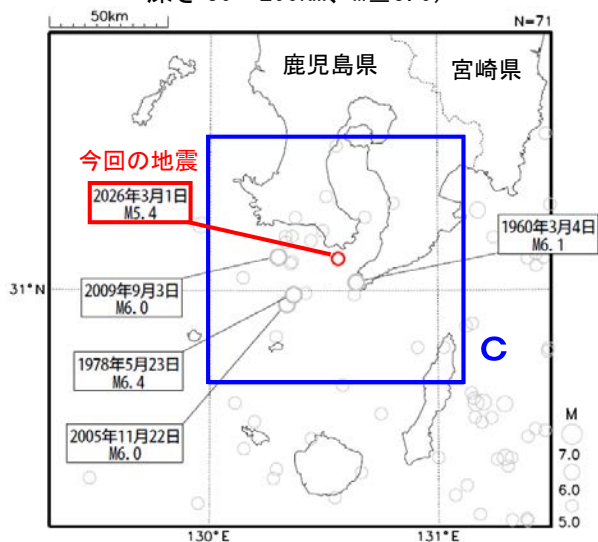 50km
N=71
鹿児島県
宮崎県
今回の地震
2026年3月1日
M5.4
1960年3月4日
M6.1
31°N
2009年9月3日
M6.0
C
1978年5月23日
M6.4
2005年11月22日
M6.0
M
7.0
6.0
5.0
130°E
131°E